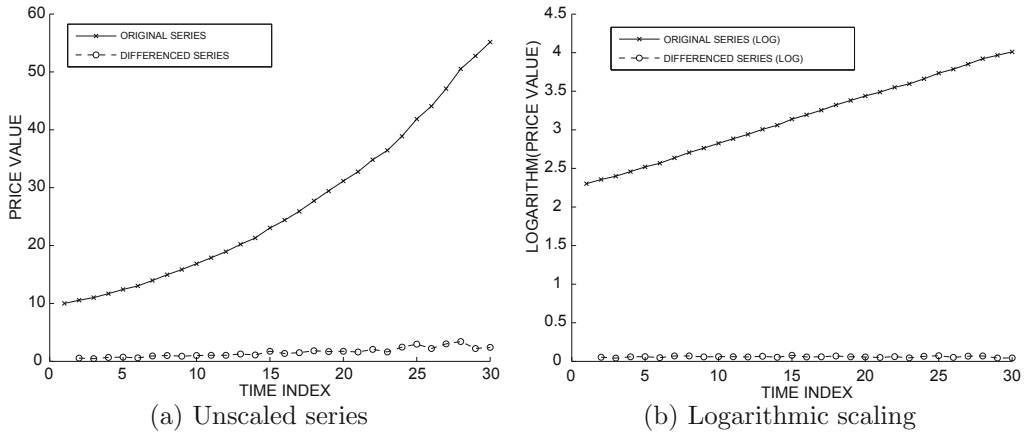 60
50
40
30
20
10
0
PRICE VALUE
ORIGINAL SERIES
DIFFERENCED SERIES
0 5 10 15 20 25 30
TIME INDEX
(a) Unscaled series
4.5
4
3.5
3
2.5
2
1.5
1
0.5
0
LOGARITHM(PRICE VALUE)
ORIGINAL SERIES (LOG)
DIFFERENCED SERIES (LOG)
0 5 10 15 20 25 30
TIME INDEX
(b) Logarithmic scaling